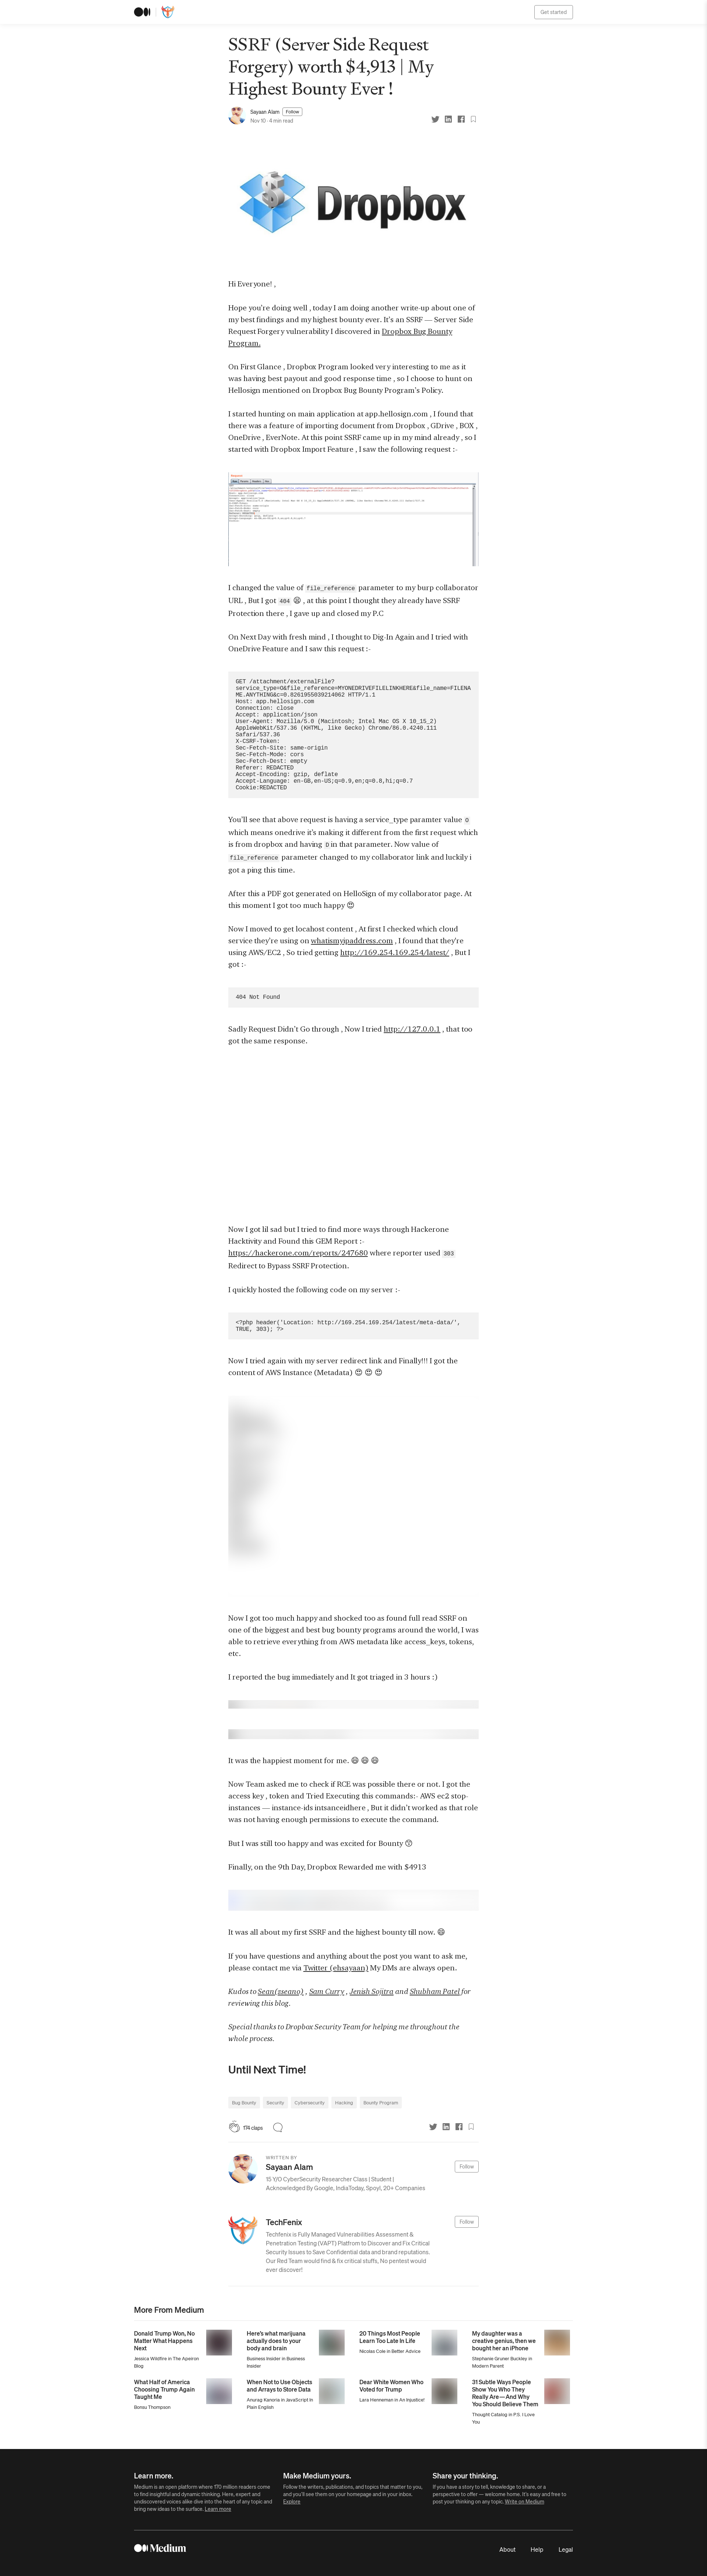 Get started
SSRF (Server Side Request
Forgery) worth $4,913 | My
Highest Bounty Ever !
Sayaan Alam Follow
Nov 10 · 4 min read
Dropbox
Hi Everyone! ,
Hope you're doing well , today I am doing another write-up about one of
my best findings and my highest bounty ever. It's an SSRF — Server Side
Request Forgery vulnerability I discovered in Dropbox Bug Bounty
Program.
On First Glance , Dropbox Program looked very interesting to me as it
was having best payout and good response time , so I choose to hunt on
Hellosign mentioned on Dropbox Bug Bounty Program's Policy.
I started hunting on main application at app.hellosign.com , I found that
there was a feature of importing document from Dropbox , GDrive , BOX ,
OneDrive , EverNote. At this point SSRF came up in my mind already , so I
started with Dropbox Import Feature , I saw the following request :-
I changed the value of file_reference parameter to my burp collaborator
URL , But I got 404 😫 , at this point I thought they already have SSRF
Protection there , I gave up and closed my P.C
On Next Day with fresh mind , I thought to Dig-In Again and I tried with
OneDrive Feature and I saw this request :-
GET /attachment/externalFile?
service_type=O&file_reference=MYONEDRIVEFILELINKHERE&file_name=FILENA
ME.ANYTHING&c=0.8261955039214062 HTTP/1.1
Host: app.hellosign.com
Connection: close
Accept: application/json
User-Agent: Mozilla/5.0 (Macintosh; Intel Mac OS X 10_15_2)
AppleWebKit/537.36 (KHTML, like Gecko) Chrome/86.0.4240.111
Safari/537.36
X-CSRF-Token:
Sec-Fetch-Site: same-origin
Sec-Fetch-Mode: cors
Sec-Fetch-Dest: empty
Referer: REDACTED
Accept-Encoding: gzip, deflate
Accept-Language: en-GB,en-US;q=0.9,en;q=0.8,hi;q=0.7
Cookie:REDACTED
You'll see that above request is having a service_type paramter value O
which means onedrive it's making it different from the first request which
is from dropbox and having D in that parameter. Now value of
file_reference parameter changed to my collaborator link and luckily i
got a ping this time.
After this a PDF got generated on HelloSign of my collaborator page. At
this moment I got too much happy 😍
Now I moved to get locahost content , At first I checked which cloud
service they're using on whatismyipaddress.com , I found that they're
using AWS/EC2 , So tried getting http://169.254.169.254/latest/ , But I
got :-
404 Not Found
Sadly Request Didn't Go through , Now I tried http://127.0.0.1 , that too
got the same response.
Now I got lil sad but I tried to find more ways through Hackerone
Hacktivity and Found this GEM Report :-
https://hackerone.com/reports/247680 where reporter used 303
Redirect to Bypass SSRF Protection.
I quickly hosted the following code on my server :-
<?php header('Location: http://169.254.169.254/latest/meta-data/',
TRUE, 303); ?>
Now I tried again with my server redirect link and Finally!!! I got the
content of AWS Instance (Metadata) 😍 😍 😍
Now I got too much happy and shocked too as found full read SSRF on
one of the biggest and best bug bounty programs around the world, I was
able to retrieve everything from AWS metadata like access_keys, tokens,
etc.
I reported the bug immediately and It got triaged in 3 hours :)
It was the happiest moment for me. 😄 😄 😄
Now Team asked me to check if RCE was possible there or not. I got the
access key , token and Tried Executing this commands:- AWS ec2 stop-
instances — instance-ids intsanceidhere , But it didn't worked as that role
was not having enough permissions to execute the command.
But I was still too happy and was excited for Bounty 😙
Finally, on the 9th Day, Dropbox Rewarded me with $4913
It was all about my first SSRF and the highest bounty till now. 😄
If you have questions and anything about the post you want to ask me,
please contact me via Twitter (ehsayaan) My DMs are always open.
Kudos to Sean(zseano) , Sam Curry , Jenish Sojitra and Shubham Patel for
reviewing this blog.
Special thanks to Dropbox Security Team for helping me throughout the
whole process.
Until Next Time!
Bug Bounty Security Cybersecurity Hacking Bounty Program
174 claps
WRITTEN BY
Sayaan Alam Follow
15 Y/O CyberSecurity Researcher Class | Student |
Acknowledged By Google, IndiaToday, Spoyl, 20+ Companies
TechFenix Follow
Techfenix is Fully Managed Vulnerabilities Assessment &
Penetration Testing (VAPT) Platfrom to Discover and Fix Critical
Security Issues to Save Confidential data and brand reputations.
Our Red Team would find & fix critical stuffs, No pentest would
ever discover!
More From Medium
Donald Trump Won, No
Matter What Happens
Next
Jessica Wildfire in The Apeiron
Blog
Here's what marijuana
actually does to your
body and brain
Business Insider in Business
Insider
20 Things Most People
Learn Too Late In Life
Nicolas Cole in Better Advice
My daughter was a
creative genius, then we
bought her an iPhone
Stephanie Gruner Buckley in
Modern Parent
What Half of America
Choosing Trump Again
Taught Me
Bonsu Thompson
When Not to Use Objects
and Arrays to Store Data
Anurag Kanoria in JavaScript In
Plain English
Dear White Women Who
Voted for Trump
Lara Henneman in An Injustice!
31 Subtle Ways People
Show You Who They
Really Are — And Why
You Should Believe Them
Thought Catalog in P.S. I Love
You
Learn more.
Medium is an open platform where 170 million readers come
to find insightful and dynamic thinking. Here, expert and
undiscovered voices alike dive into the heart of any topic and
bring new ideas to the surface. Learn more
Make Medium yours.
Follow the writers, publications, and topics that matter to you,
and you'll see them on your homepage and in your inbox.
Explore
Share your thinking.
If you have a story to tell, knowledge to share, or a
perspective to offer — welcome home. It's easy and free to
post your thinking on any topic. Write on Medium
Medium
About Help Legal